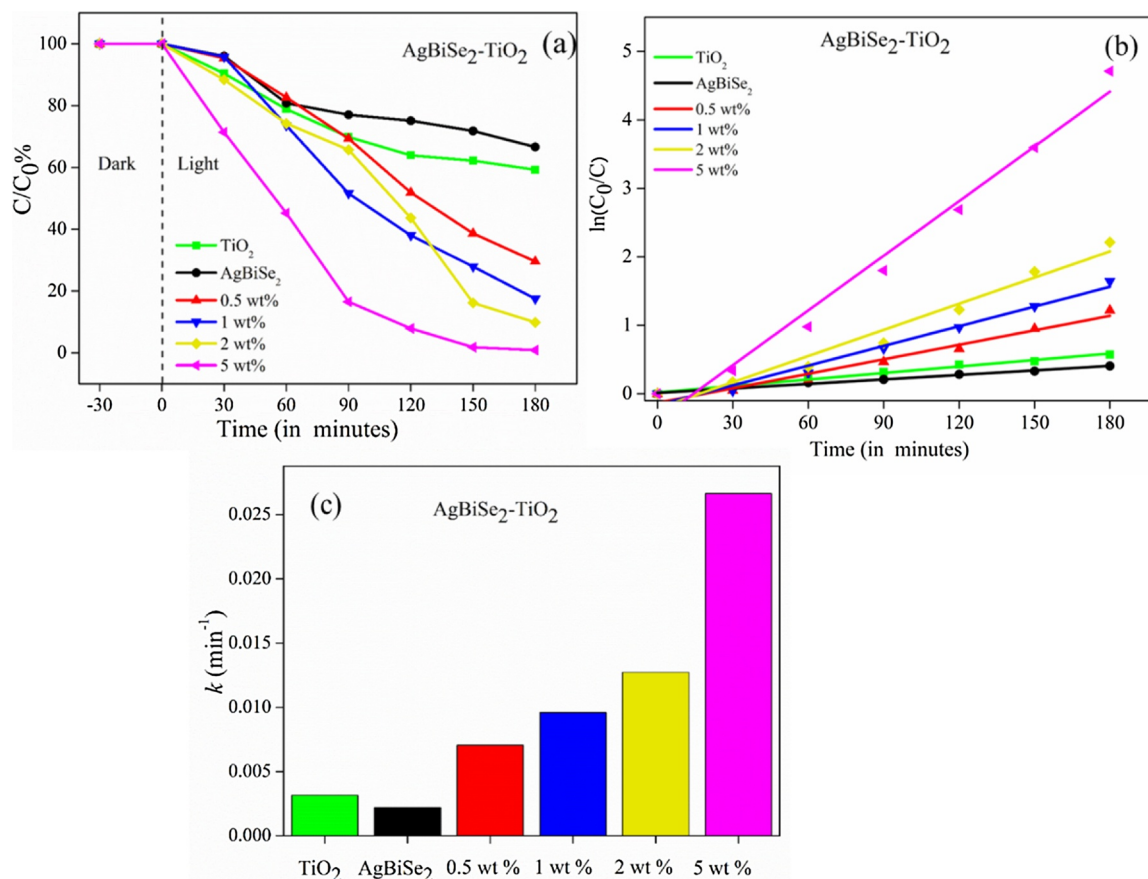 AgBiSe2-TiO2
(a)
C/C0%
100
80
60
40
20
0
Dark
Light
TiO2
AgBiSe2
0.5 wt%
1 wt%
2 wt%
5 wt%
-30 0 30 60 90 120 150 180
Time (in minutes)
AgBiSe2-TiO2
(b)
ln(C0/C)
5
4
3
2
1
0
TiO2
AgBiSe2
0.5 wt%
1 wt%
2 wt%
5 wt%
0 30 60 90 120 150 180
Time (in minutes)
(c)
AgBiSe2-TiO2
k (min-1)
0.025
0.020
0.015
0.010
0.005
0.000
TiO2 AgBiSe2 0.5 wt % 1 wt % 2 wt % 5 wt %